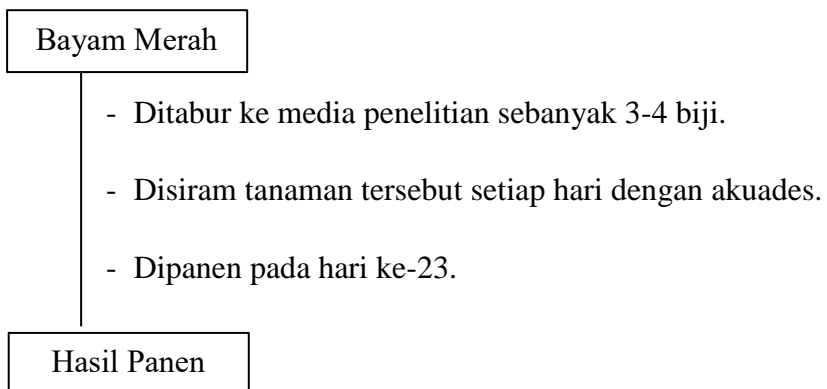 Bayam Merah
- Ditabur ke media penelitian sebanyak 3-4 biji.
- Disiram tanaman tersebut setiap hari dengan akuades.
- Dipanen pada hari ke-23.
Hasil Panen